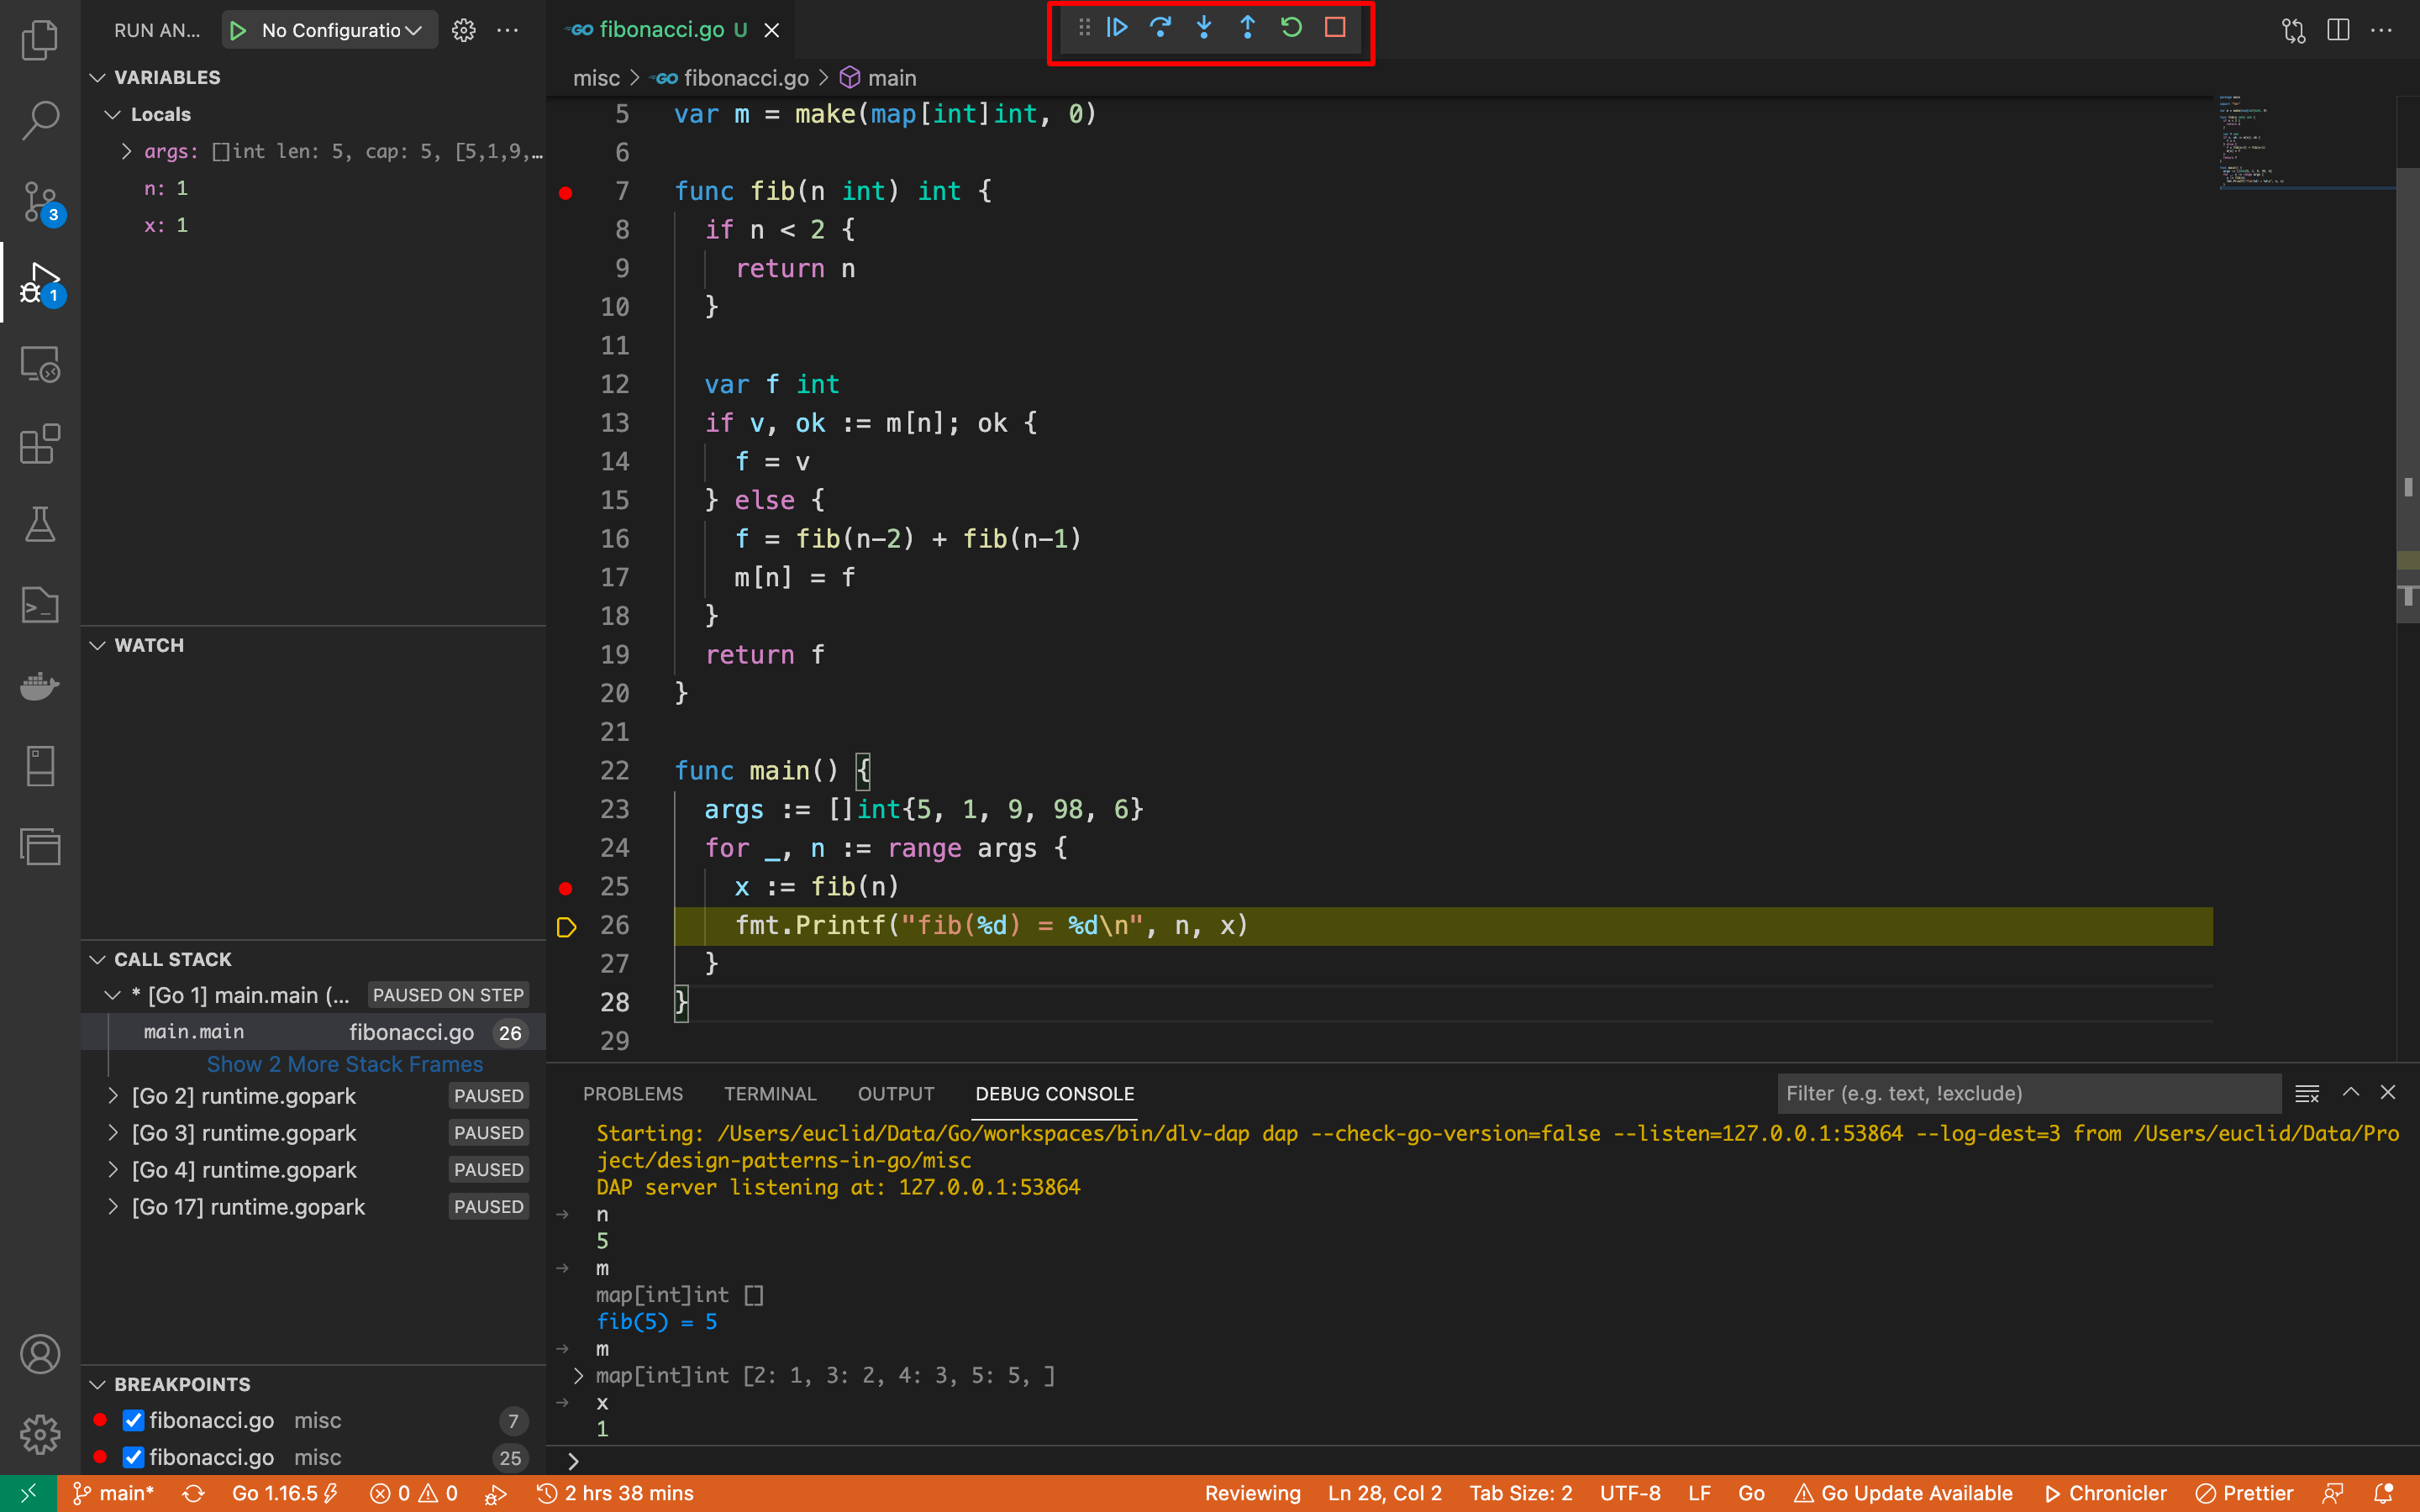 RUN AN...
No Configuratio
fibonacci.go U
VARIABLES
Locals
args: []int len: 5, cap: 5, [5,1,9,...
n: 1
x: 1
3
1
WATCH
CALL STACK
* [Go 1] main.main (... PAUSED ON STEP
main.main fibonacci.go 26
Show 2 More Stack Frames
[Go 2] runtime.gopark PAUSED
[Go 3] runtime.gopark PAUSED
[Go 4] runtime.gopark PAUSED
[Go 17] runtime.gopark PAUSED
BREAKPOINTS
fibonacci.go misc 7
fibonacci.go misc 25
misc > fibonacci.go > main
5 var m = make(map[int]int, 0)
6
7 func fib(n int) int {
8 if n < 2 {
9 return n
10 }
11
12 var f int
13 if v, ok := m[n]; ok {
14 f = v
15 } else {
16 f = fib(n-2) + fib(n-1)
17 m[n] = f
18 }
19 return f
20 }
21
22 func main() {
23 args := []int{5, 1, 9, 98, 6}
24 for _, n := range args {
25 x := fib(n)
26 fmt.Printf("fib(%d) = %d\n", n, x)
27 }
28 }
29
PROBLEMS TERMINAL OUTPUT DEBUG CONSOLE Filter (e.g. text, !exclude)
Starting: /Users/euclid/Data/Go/workspaces/bin/dlv-dap dap --check-go-version=false --listen=127.0.0.1:53864 --log-dest=3 from /Users/euclid/Data/Pro
ject/design-patterns-in-go/misc
DAP server listening at: 127.0.0.1:53864
n
5
m
map[int]int []
fib(5) = 5
m
map[int]int [2: 1, 3: 2, 4: 3, 5: 5, ]
x
1
main* Go 1.16.5 0 0 2 hrs 38 mins Reviewing Ln 28, Col 2 Tab Size: 2 UTF-8 LF Go Go Update Available Chronicler Prettier